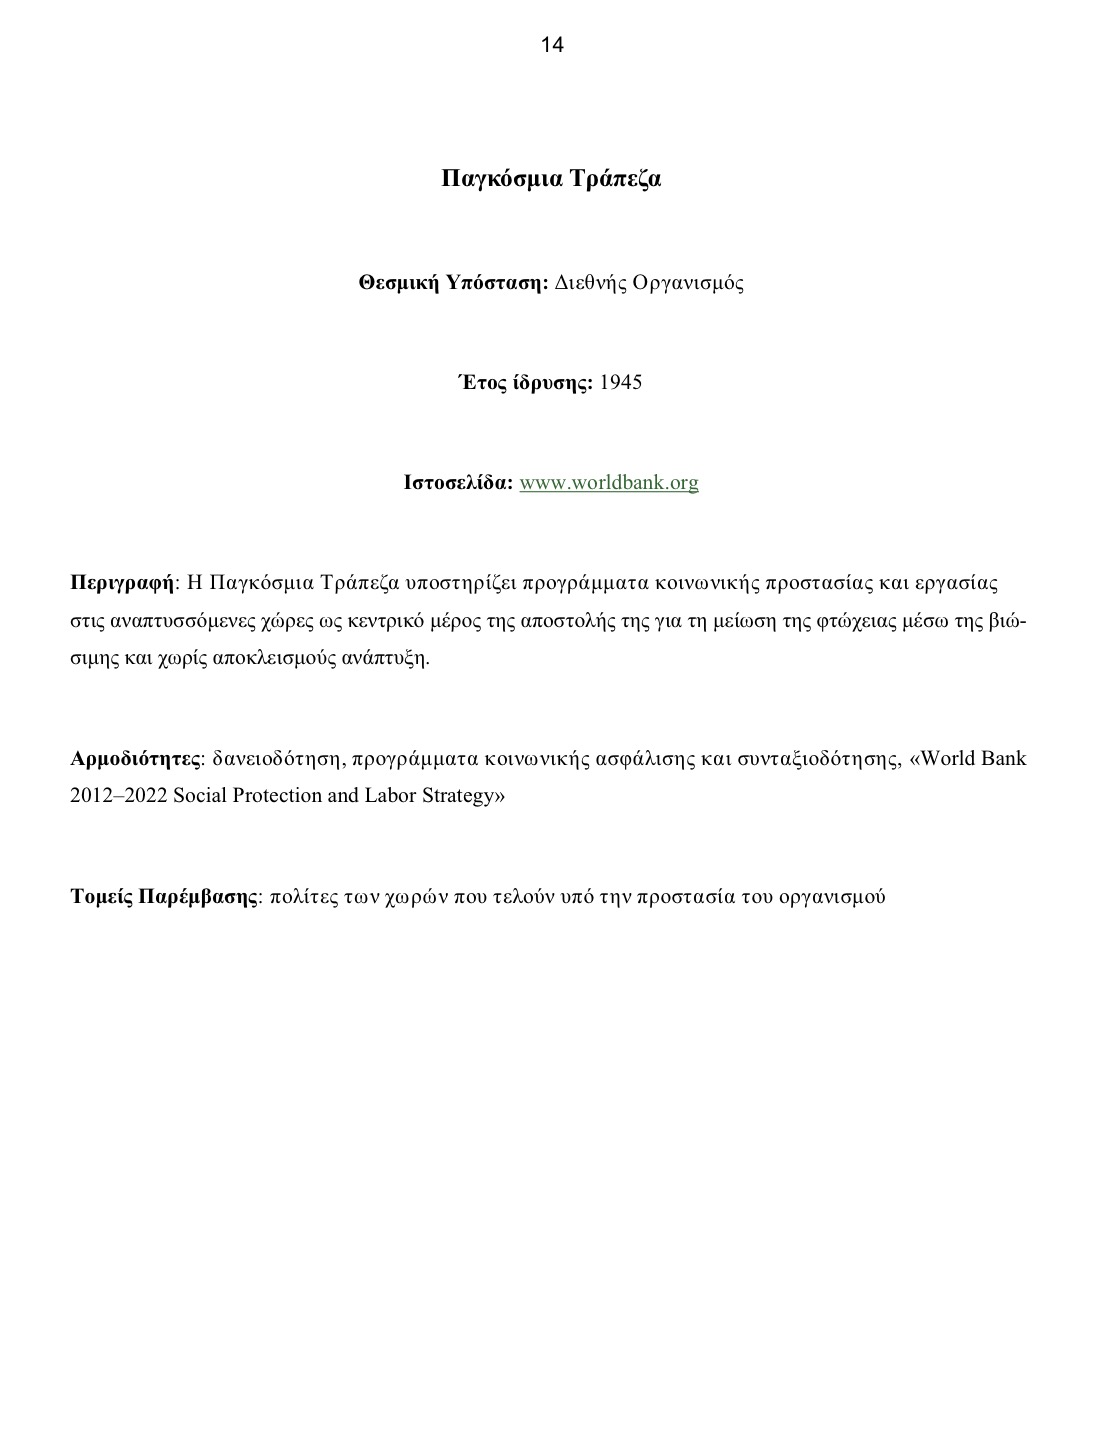 14
Παγκόσμια Τράπεζα
Θεσμική Υπόσταση: Διεθνής Οργανισμός
Έτος ίδρυσης: 1945
Ιστοσελίδα: www.worldbank.org
Περιγραφή: Η Παγκόσμια Τράπεζα υποστηρίζει προγράμματα κοινωνικής προστασίας και εργασίας
στις αναπτυσσόμενες χώρες ως κεντρικό μέρος της αποστολής της για τη μείωση της φτώχειας μέσω της βιώ-
σιμης και χωρίς αποκλεισμούς ανάπτυξη.
Αρμοδιότητες: δανειοδότηση, προγράμματα κοινωνικής ασφάλισης και συνταξιοδότησης, «World Bank
2012–2022 Social Protection and Labor Strategy»
Τομείς Παρέμβασης: πολίτες των χωρών που τελούν υπό την προστασία του οργανισμού